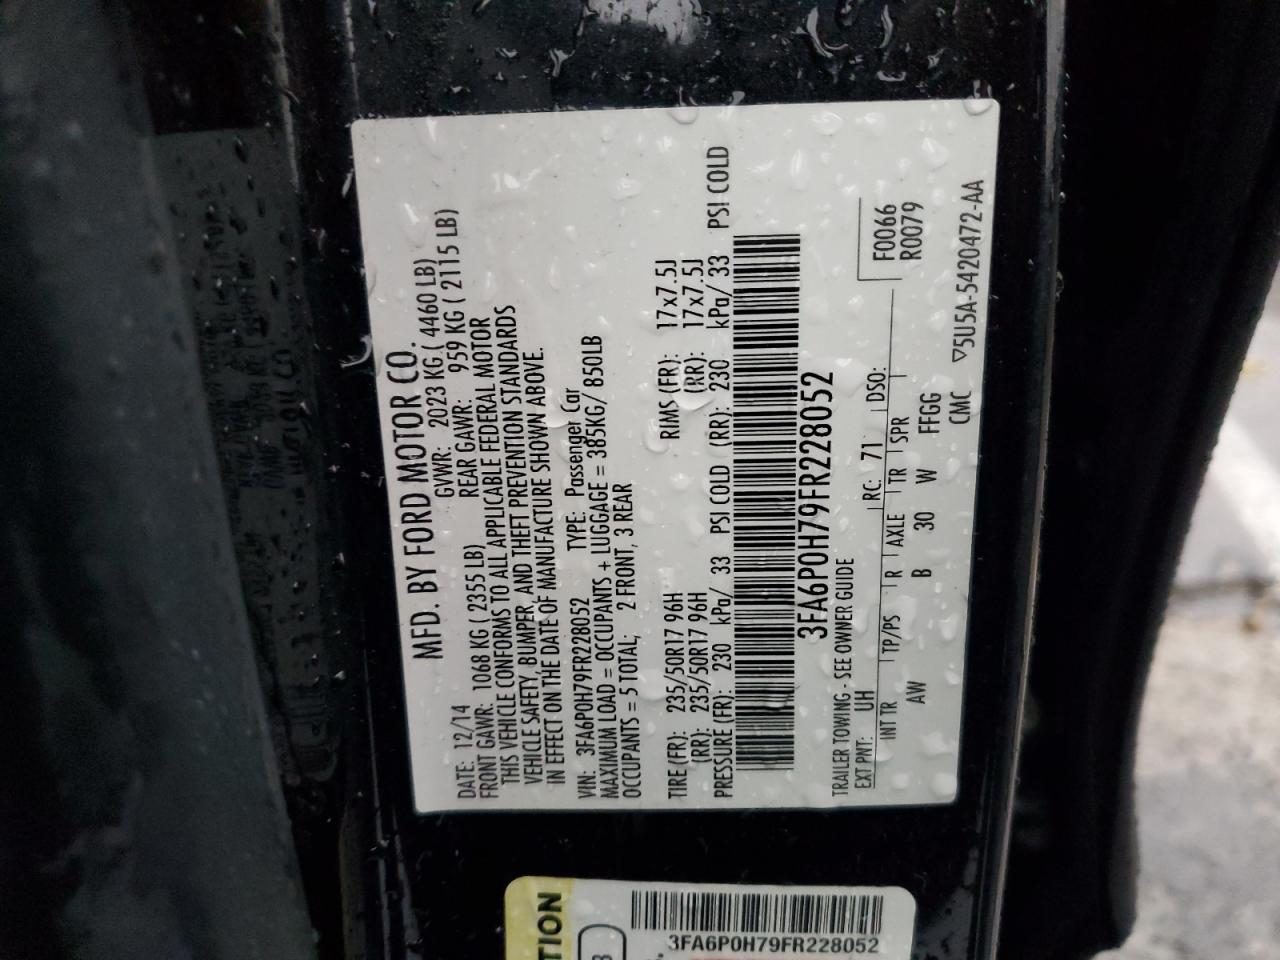 MFD. BY FORD MOTOR CO.
DATE: 12/14 GVWR: 2023 KG ( 4460 LB)
FRONT GAWR: 1068 KG ( 2355 LB) REAR GAWR: 959 KG ( 2115 LB)
THIS VEHICLE CONFORMS TO ALL APPLICABLE FEDERAL MOTOR
VEHICLE SAFETY, BUMPER, AND THEFT PREVENTION STANDARDS
IN EFFECT ON THE DATE OF MANUFACTURE SHOWN ABOVE.
VIN: 3FA6P0H79FR228052 TYPE: Passenger Car
MAXIMUM LOAD = OCCUPANTS + LUGGAGE = 385KG/ 850LB
OCCUPANTS = 5 TOTAL; 2 FRONT, 3 REAR
TIRE (FR): 235/50R17 96H RIMS (FR): 17x7.5J
(RR): 235/50R17 96H (RR): 17x7.5J
PRESSURE (FR): 230 kPa/ 33 PSI COLD (RR): 230 kPa/ 33 PSI COLD
3FA6P0H79FR228052
TRAILER TOWING - SEE OWNER GUIDE
EXT PNT: UH RC: 71 DSO: F0066
R0079
INT TR TP/PS R AXLE TR SPR
AW B 30 W FFGG
CMC ▽5U5A-5420472-AA
TION
3FA6P0H79FR228052